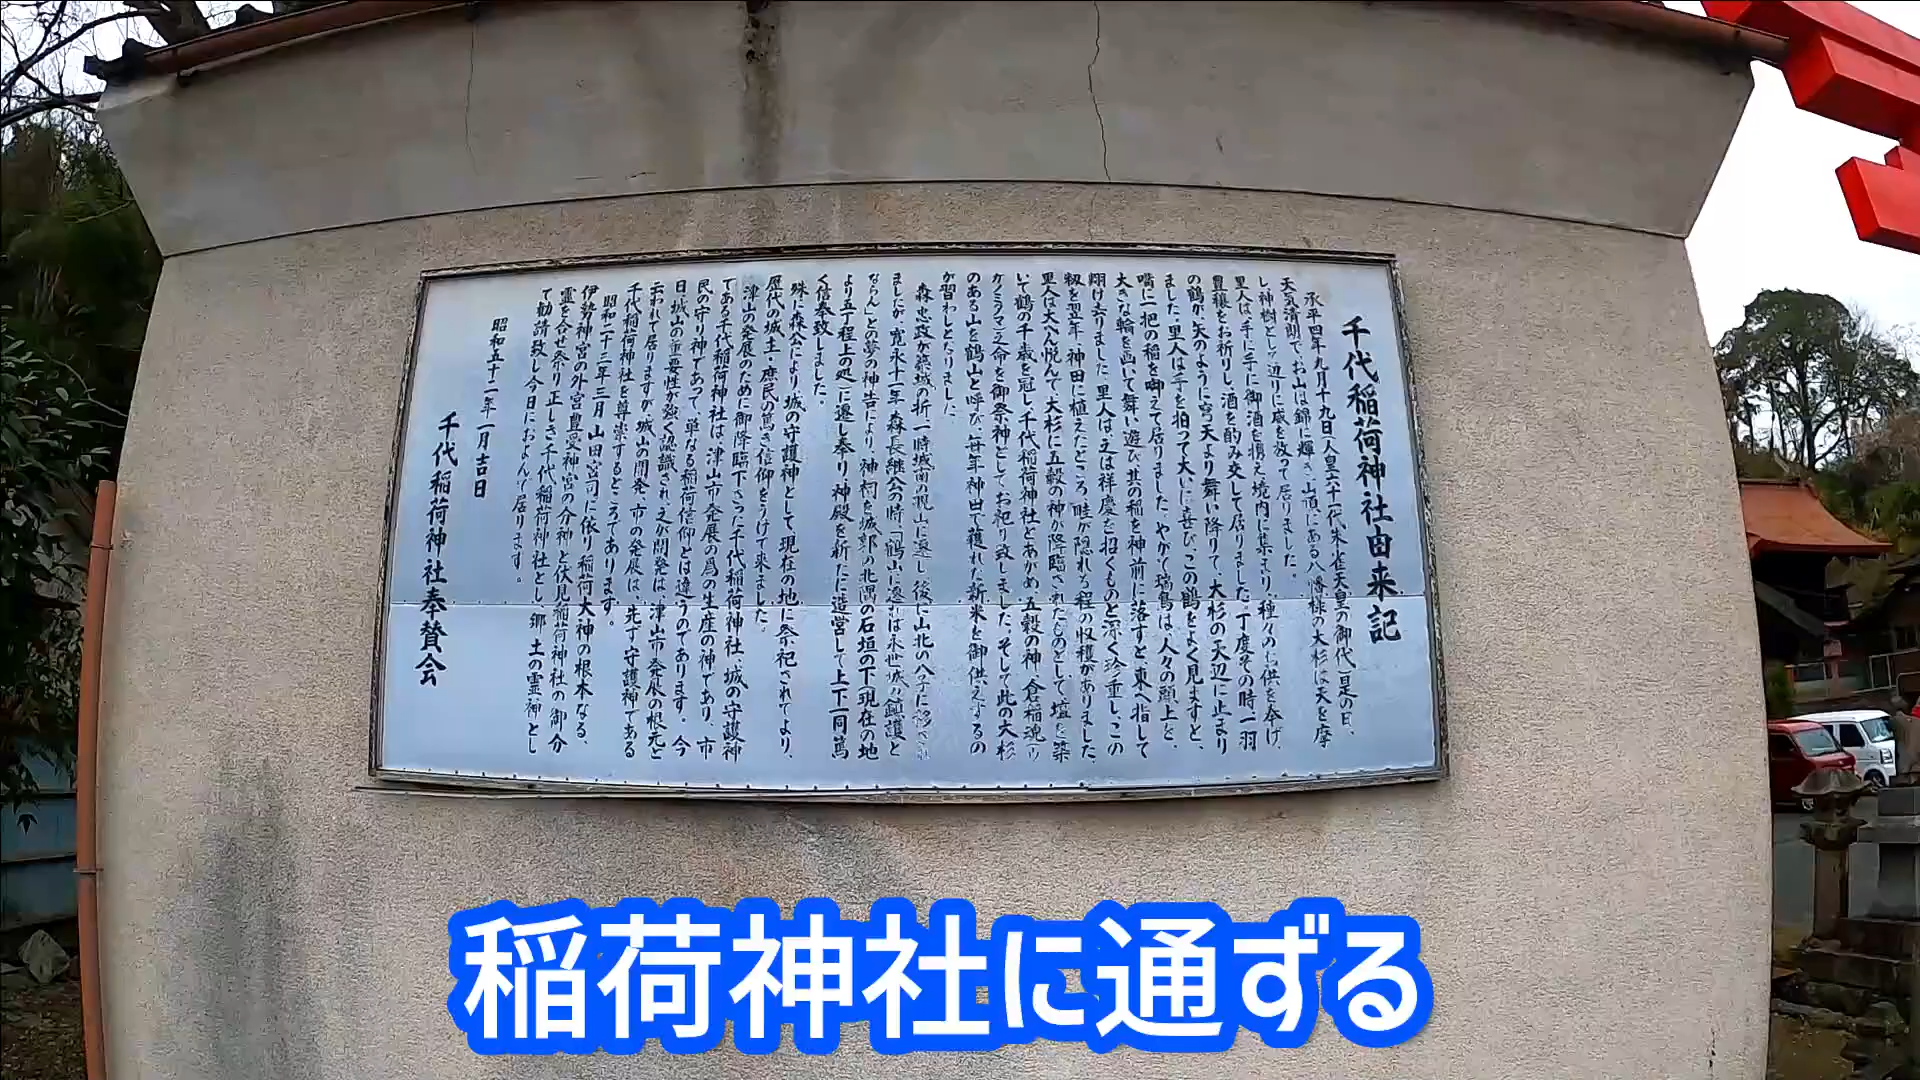 千代稲荷神社由来記
承平四年九月十九日(人皇六十一代朱雀天皇の御代)是の日、
天気清朗で、お山は錦に輝き、山頂にある八幡様の大杉は天を摩
し、神樹として辺りに威を放って居りました。
里人は、手に手に御酒を携え、境内に集まり、種々のお供を奉げ、
豊穣をお祈りし、酒を酌み交して居りました。丁度その時、一羽
の鶴が、矢のように穹天より舞い降りて、大杉の天辺に止まり
ました。里人は、手を拍って大いに喜び、この鶴をよく見ますと、
嘴に一把の稲を啣えて居りました。やがて瑞鳥は、人々の頭上を、
大きな輪を画いて舞い遊び、其の稲を神前に落すと、東へ指して
翔け去りました。里人は、之は祥慶を招くものと深く珍重し、この
籾を翌年、神田に植えたところ、畦が隠れる程の収穫がありました。
里人は大へん悦んで、大杉に五穀の神が降臨されたものとして、壇を築
いて鶴の千歳を冠し、千代稲荷神社とあがめ、五穀の神、倉稲魂(ウ
カノミタマ)之命を御祭神として、お祀り致しました。そして此の大杉
のある山を鶴山と呼び、毎年神田で穫れた新米を御供えするの
が習わしとなりました。
森忠政が築城の折、一時城南の
ましたが、寛永十一年、森長継公の時、「鶴山に還れば永世城の鎮護と
ならん」との夢の神告により、神祠を城郭の北隅の石垣の下(現在の地
より五丁程上の処)に遷し奉り、神殿を新たに造営して上下一同篤
く信奉致しました。
殊に森公により、城の守護神として、現在の地に祭祀されてより、
歴代の城主・庶民の篤き信仰をうけて来ました。
津山の発展のために御降臨下さった千代稲荷神社、城の守護神
である千代稲荷神社は、津山市発展の為の生産の神であり、市
民の守り神であって、単なる稲荷信仰とは違うのであります。今
日、城山の重要性が強く認識され、之が開発は、津山市発展の根元と
云われて居りますが、城山の開発、市の発展は、先ず守護神である
千代稲荷神社を尊崇するところであります。
昭和二十三年三月、山田宮司に依り稲荷大神の根本なる、
伊勢神宮の外宮豊受神宮の分神と伏見稲荷神社の御分
霊を合せ祭り、正しき千代稲荷神社とし、郷土の霊神とし
て勧請致し今日におよんで居ります。
昭和五十二年一月吉日
千代稲荷神社奉賛会
稲荷神社に通ずる